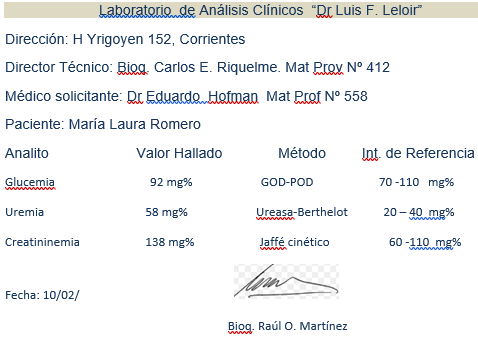 Laboratorio de Análisis Clínicos “Dr Luis F. Leloir”
Dirección: H Yrigoyen 152, Corrientes
Director Técnico: Bioq. Carlos E. Riquelme. Mat Prov Nº 412
Médico solicitante: Dr Eduardo Hofman Mat Prof Nº 558
Paciente: María Laura Romero
Analito Valor Hallado Método Int. de Referencia
Glucemia 92 mg% GOD-POD 70 -110 mg%
Uremia 58 mg% Ureasa-Berthelot 20 – 40 mg%
Creatininemia 138 mg% Jaffé cinético 60 -110 mg%
Fecha: 10/02/
Bioq. Raúl O. Martínez